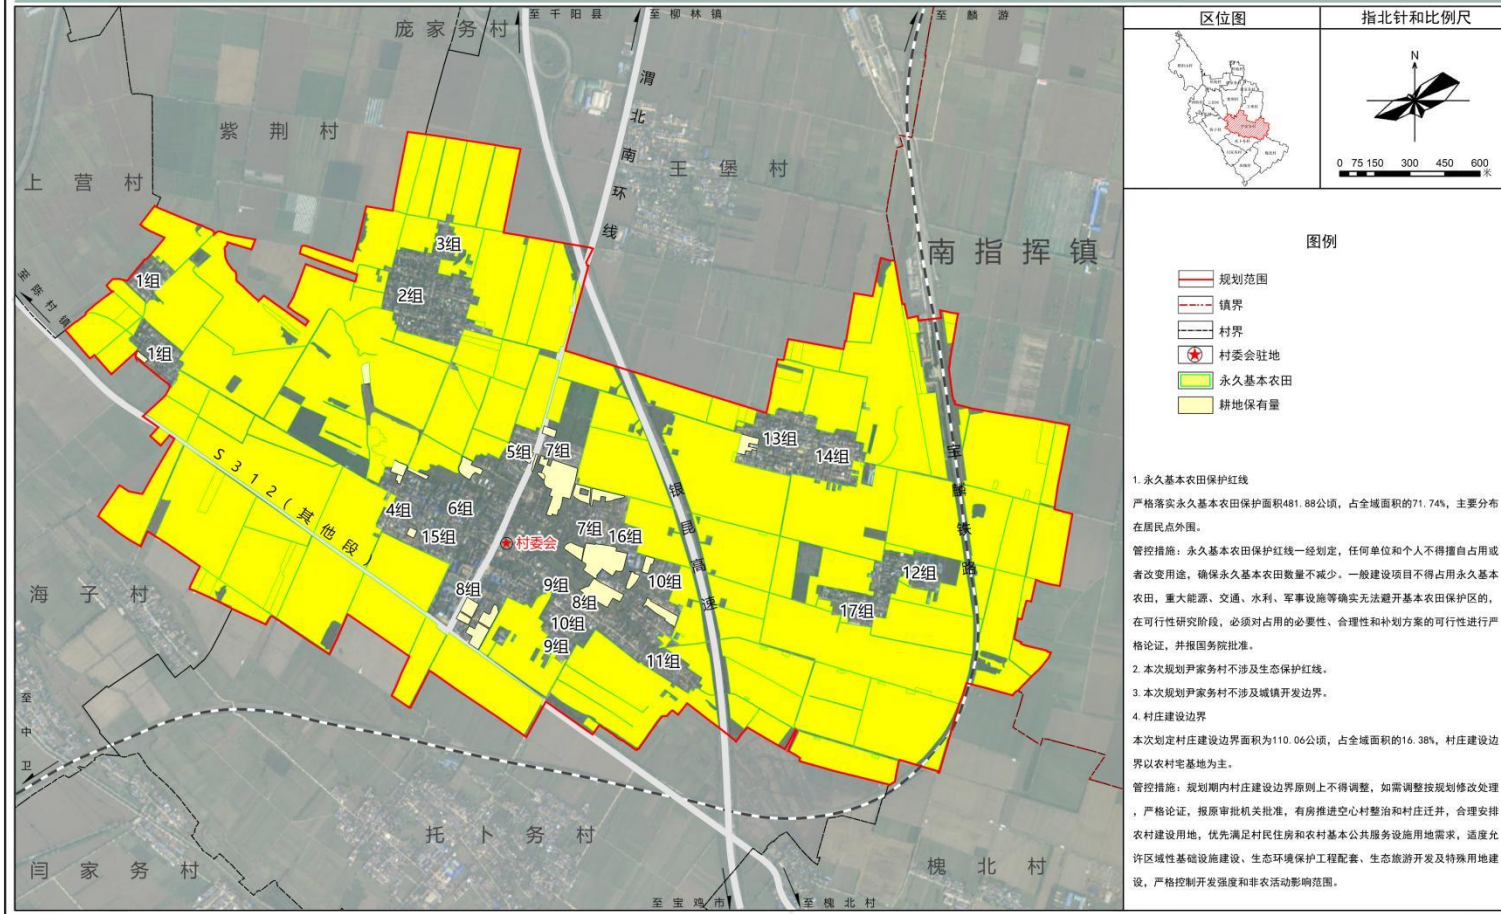 至千阳县
至柳林镇
至麟游
庞家务村
渭北南环线
紫荆村
王堡村
上营村
南指挥镇
至陈村镇
3组
1组
2组
1组
13组
5组
7组
14组
宝麟铁路
S312(其他段)
银昆高速
4组
6组
15组
7组
16组
村委会
12组
10组
海子村
8组
9组
8组
17组
10组
9组
11组
至中卫
托卜务村
闫家务村
槐北村
至宝鸡市
至槐北村
区位图
指北针和比例尺
N
0 75 150 300 450 600
米
图例
规划范围
镇界
村界
村委会驻地
永久基本农田
耕地保有量
1. 永久基本农田保护红线
严格落实永久基本农田保护面积481.88公顷，占全域面积的71.74%，主要分布
在居民点外围。
管控措施：永久基本农田保护红线一经划定，任何单位和个人不得擅自占用或
者改变用途，确保永久基本农田数量不减少。一般建设项目不得占用永久基本
农田，重大能源、交通、水利、军事设施等确实无法避开基本农田保护区的，
在可行性研究阶段，必须对占用的必要性、合理性和补划方案的可行性进行严
格论证，并报国务院批准。
2. 本次规划尹家务村不涉及生态保护红线。
3. 本次规划尹家务村不涉及城镇开发边界。
4. 村庄建设边界
本次划定村庄建设边界面积为110.06公顷，占全域面积的16.38%，村庄建设边
界以农村宅基地为主。
管控措施：规划期内村庄建设边界原则上不得调整，如需调整按规划修改处理
，严格论证，报原审批机关批准，有房推进空心村整治和村庄迁并，合理安排
农村建设用地，优先满足村民住房和农村基本公共服务设施用地需求，适度允
许区域性基础设施建设、生态环境保护工程配套、生态旅游开发及特殊用地建
设，严格控制开发强度和非农活动影响范围。